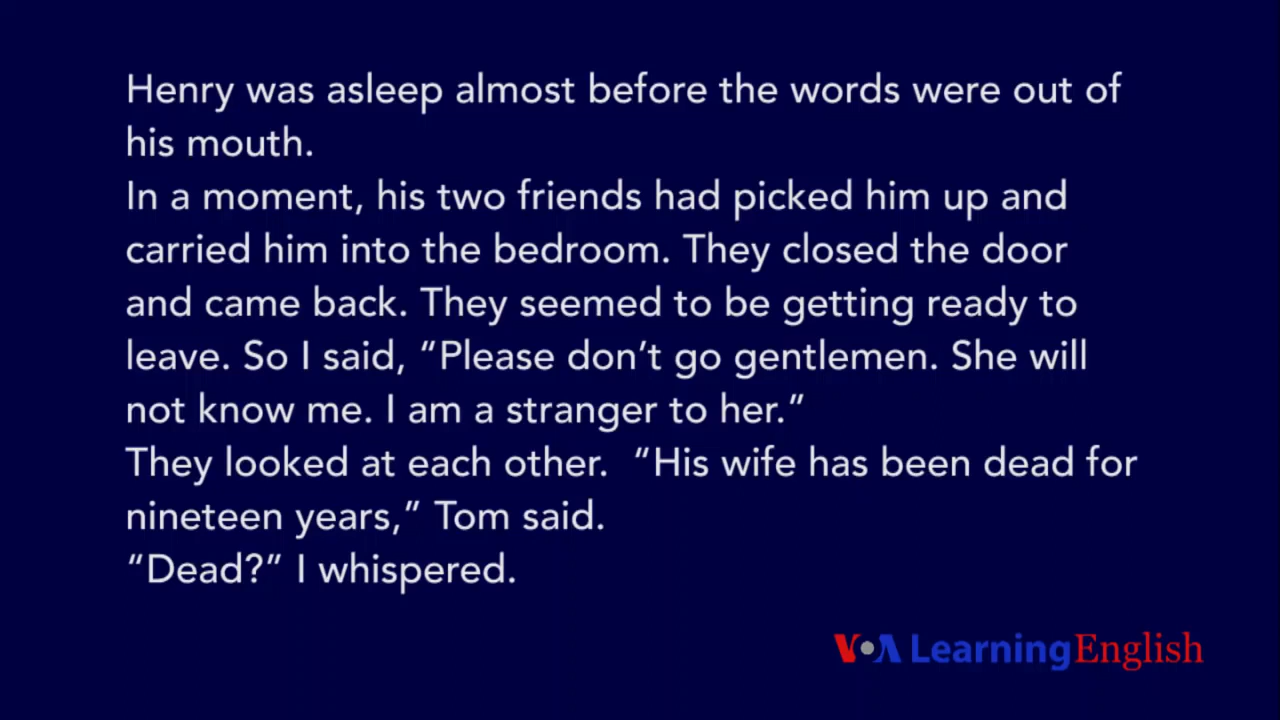 Henry was asleep almost before the words were out of
his mouth.
In a moment, his two friends had picked him up and
carried him into the bedroom. They closed the door
and came back. They seemed to be getting ready to
leave. So I said, “Please don’t go gentlemen. She will
not know me. I am a stranger to her.”
They looked at each other.  “His wife has been dead for
nineteen years,” Tom said.
“Dead?” I whispered.
VOA Learning English